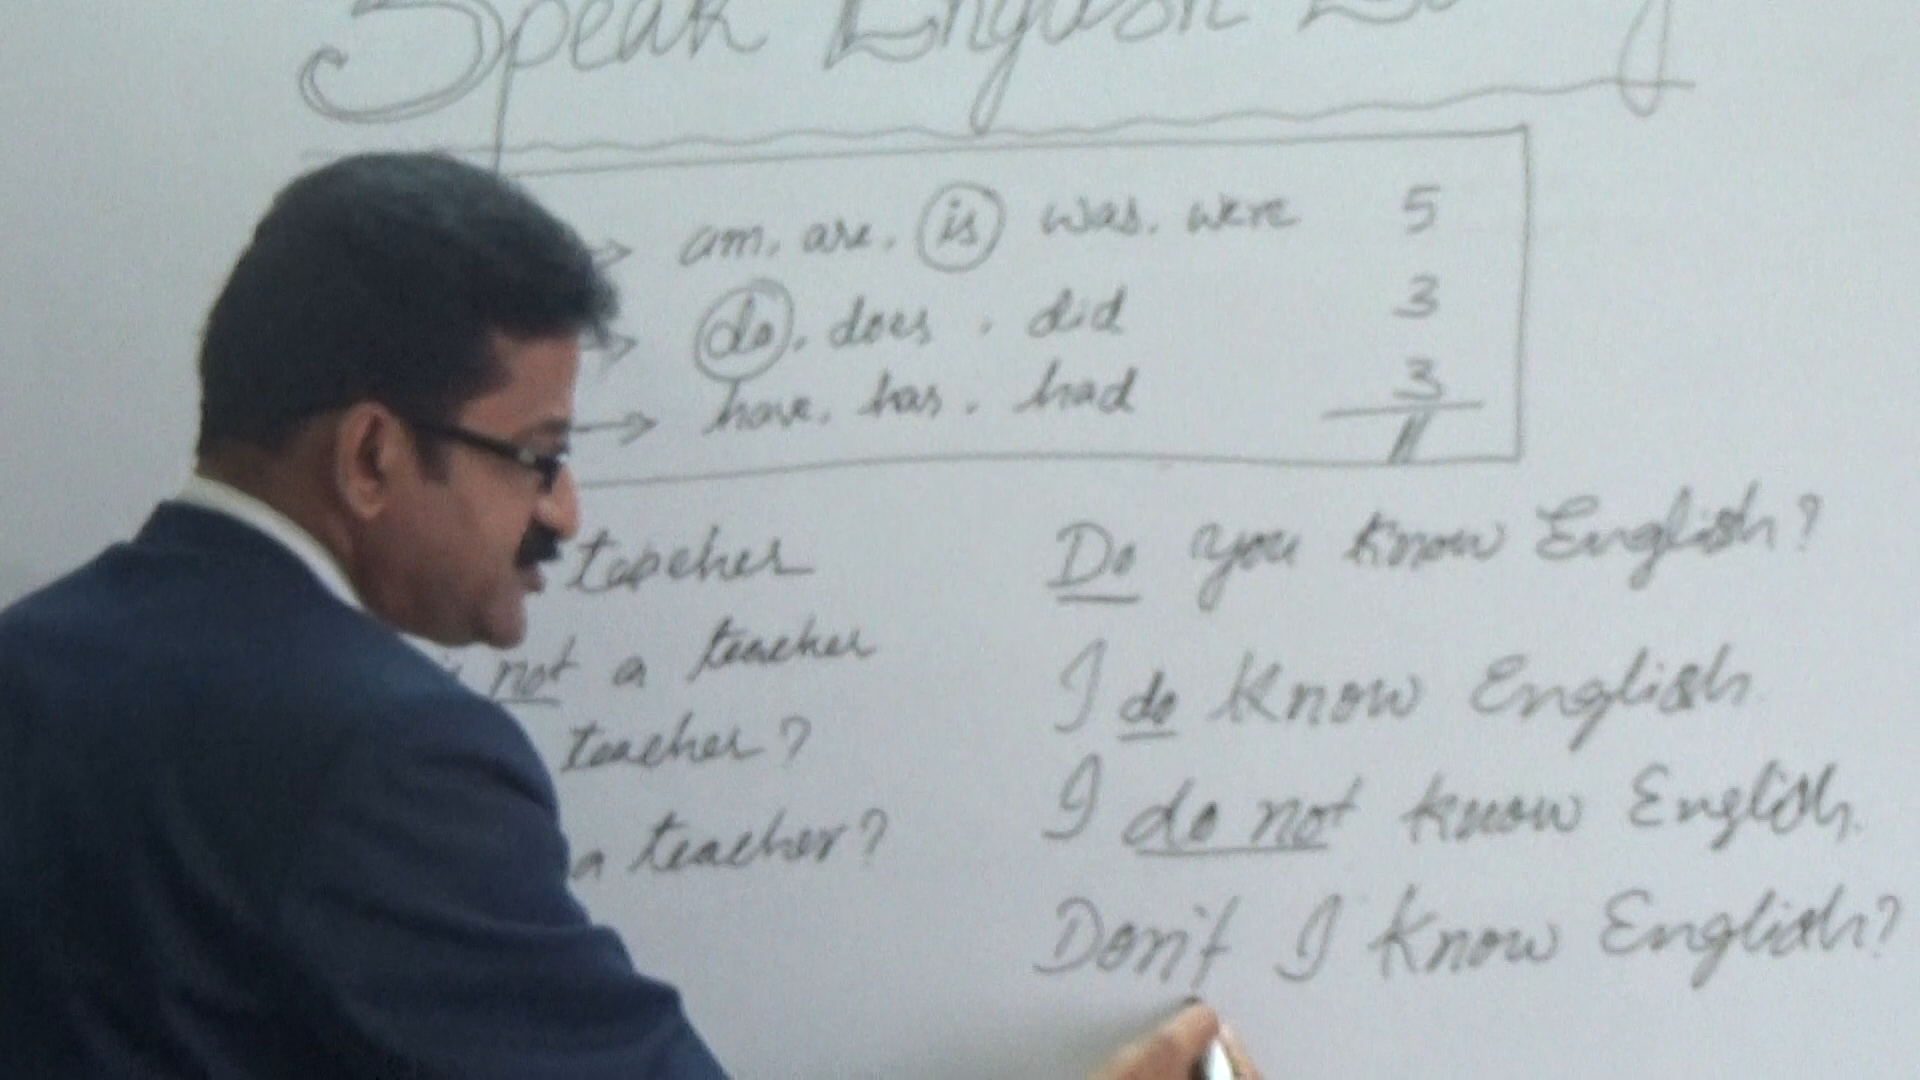 Speak English
am, are, is was, were 5
do, does, did 3
have, has, had 3
11
teacher
not a teacher
teacher?
a teacher?
Do you know English?
I do know English
I do not know English.
Don't I know English?